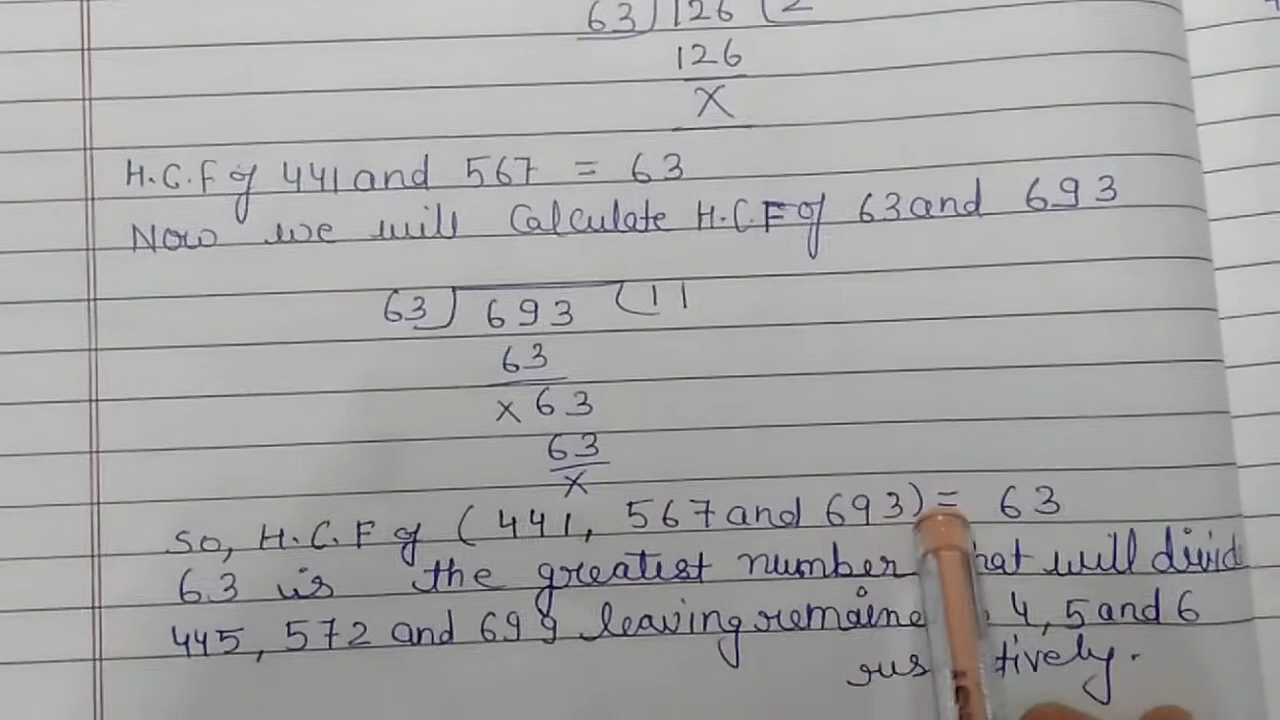 63) 126 (2
126
X
H.C.F of 441 and 567 = 63
Now we will Calculate H.C.F of 63 and 693
63) 693 (11
63
x 63
63
x
So, H.C.F of (441, 567 and 693) = 63
63 is the greatest number will divid
445, 572 and 699 leaving 4, 5 and 6